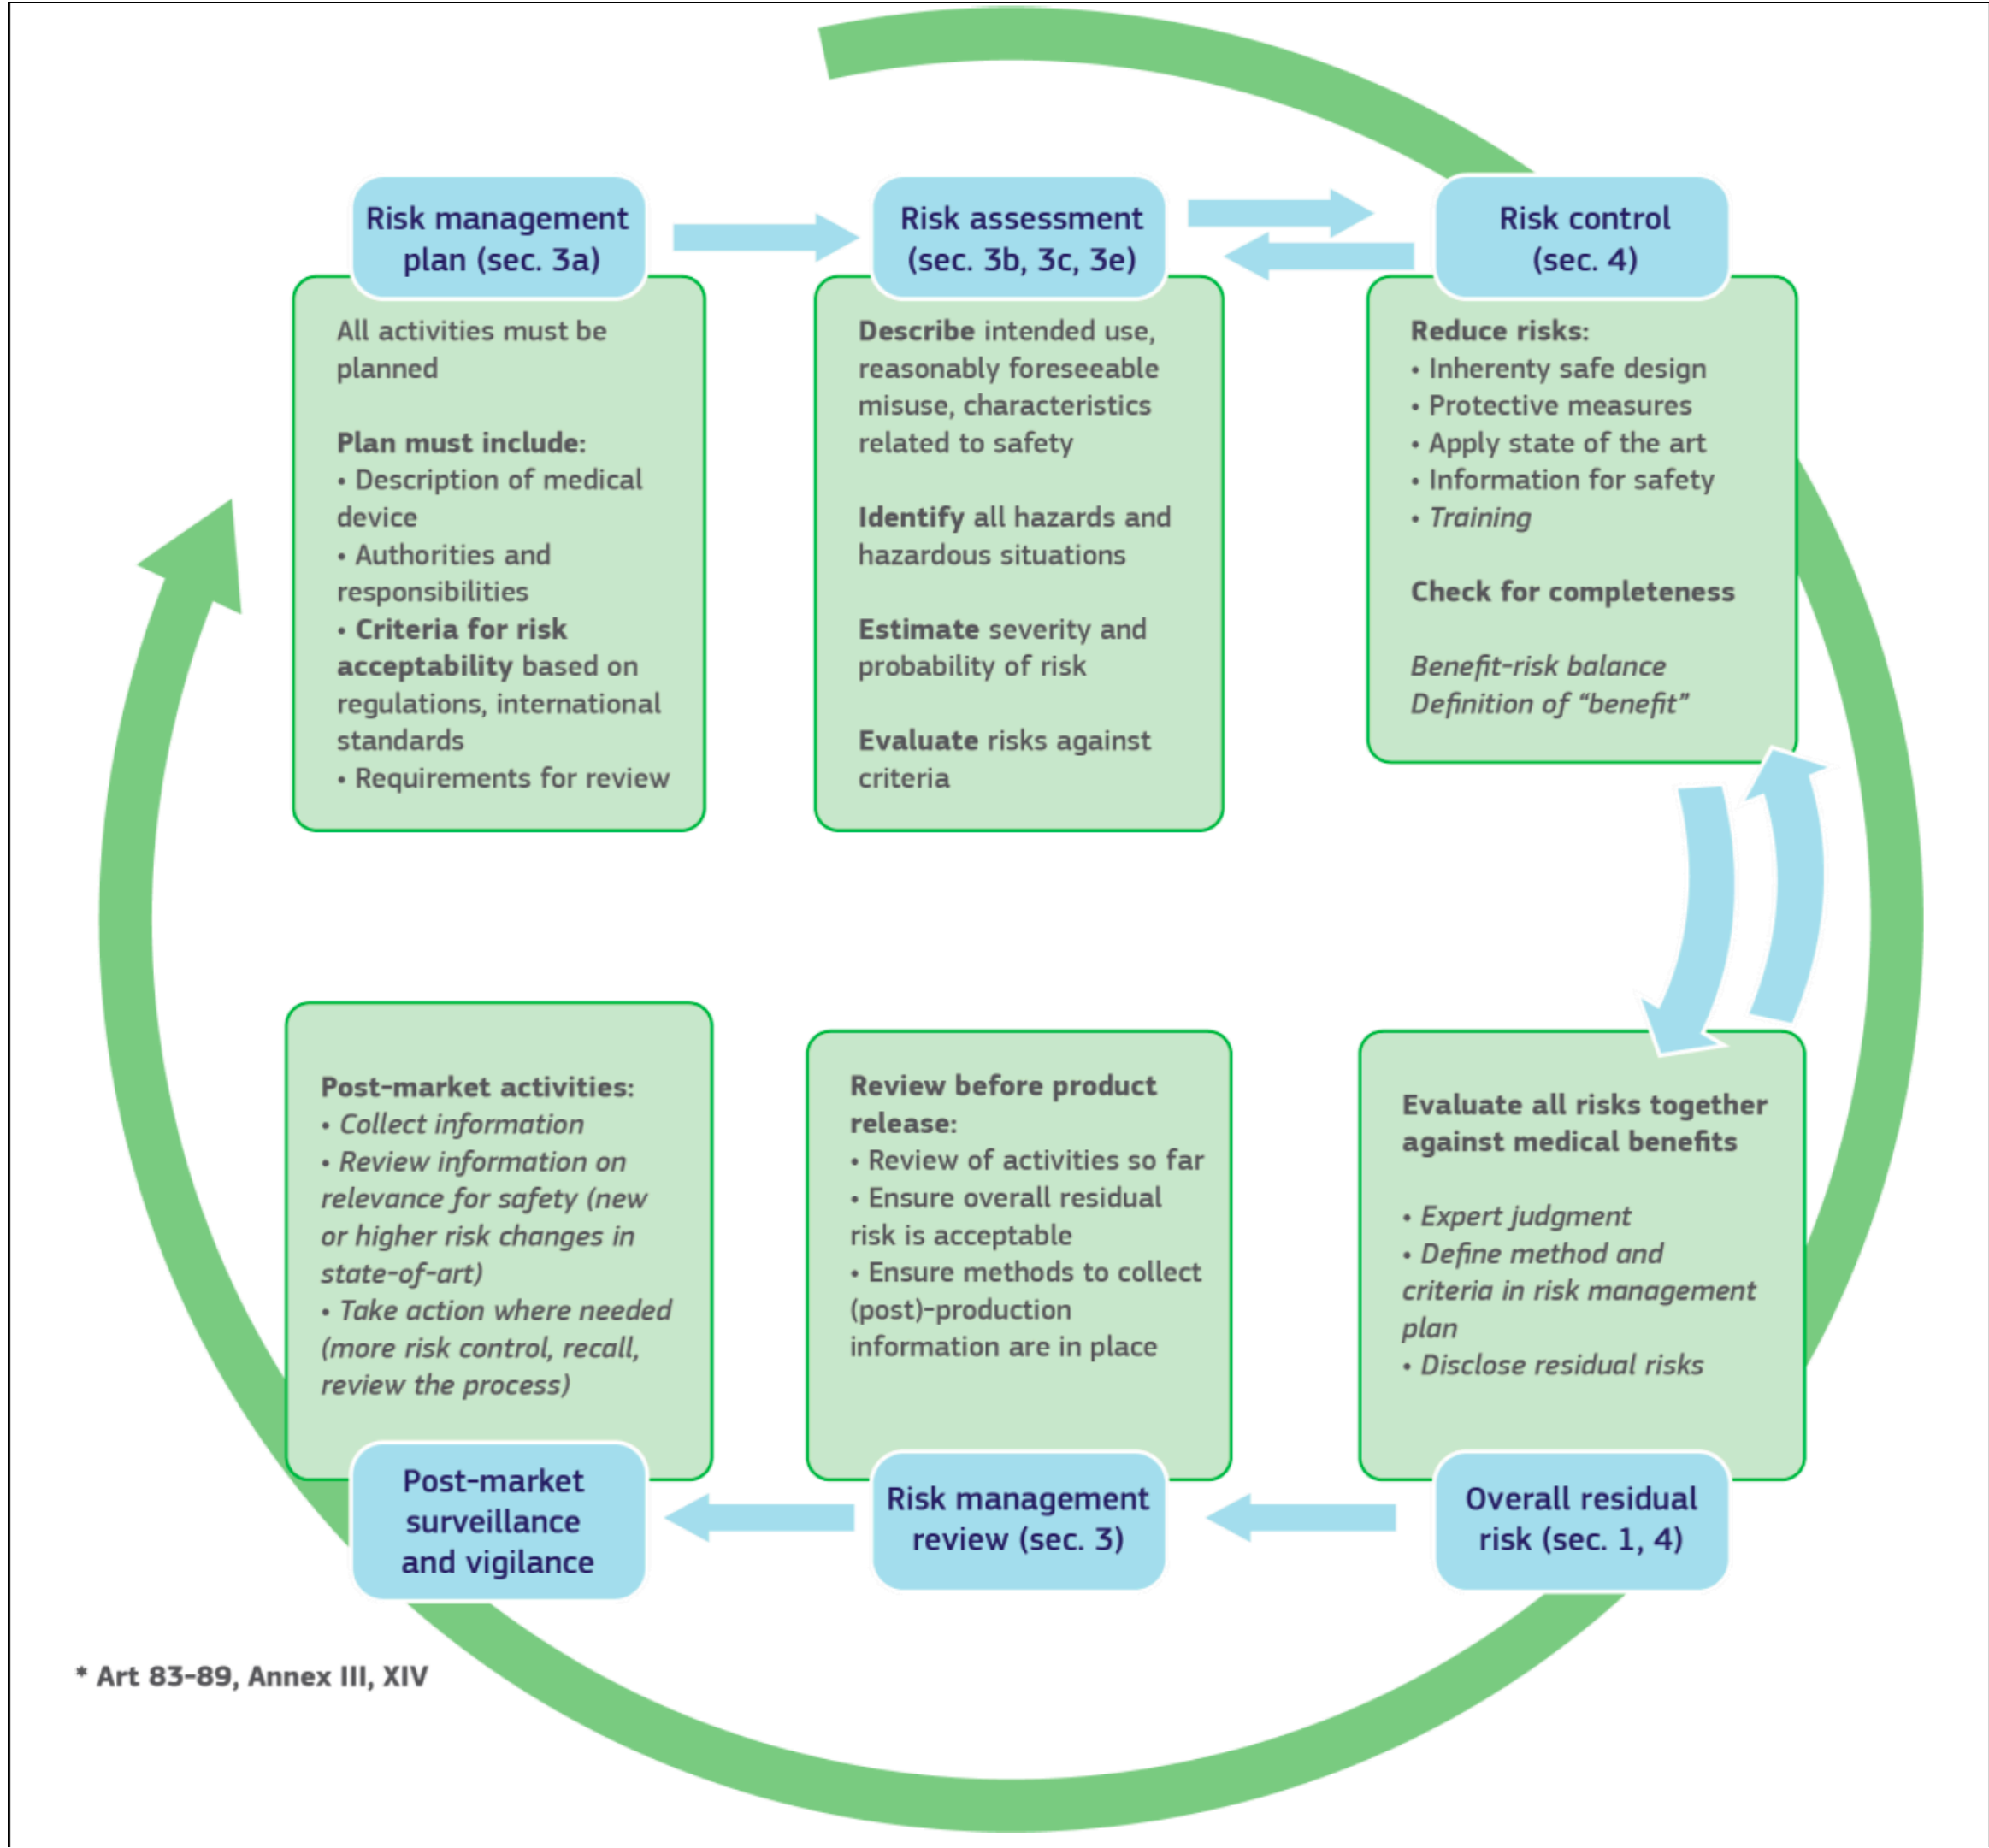 Risk management
plan (sec. 3a)
All activities must be
planned
Plan must include:
• Description of medical
device
• Authorities and
responsibilities
• Criteria for risk
acceptability based on
regulations, international
standards
• Requirements for review
Risk assessment
(sec. 3b, 3c, 3e)
Describe intended use,
reasonably foreseeable
misuse, characteristics
related to safety
Identify all hazards and
hazardous situations
Estimate severity and
probability of risk
Evaluate risks against
criteria
Risk control
(sec. 4)
Reduce risks:
• Inherenty safe design
• Protective measures
• Apply state of the art
• Information for safety
• Training
Check for completeness
Benefit-risk balance
Definition of “benefit”
Evaluate all risks together
against medical benefits
• Expert judgment
• Define method and
criteria in risk management
plan
• Disclose residual risks
Overall residual
risk (sec. 1, 4)
Review before product
release:
• Review of activities so far
• Ensure overall residual
risk is acceptable
• Ensure methods to collect
(post)-production
information are in place
Risk management
review (sec. 3)
Post-market activities:
• Collect information
• Review information on
relevance for safety (new
or higher risk changes in
state-of-art)
• Take action where needed
(more risk control, recall,
review the process)
Post-market
surveillance
and vigilance
* Art 83-89, Annex III, XIV